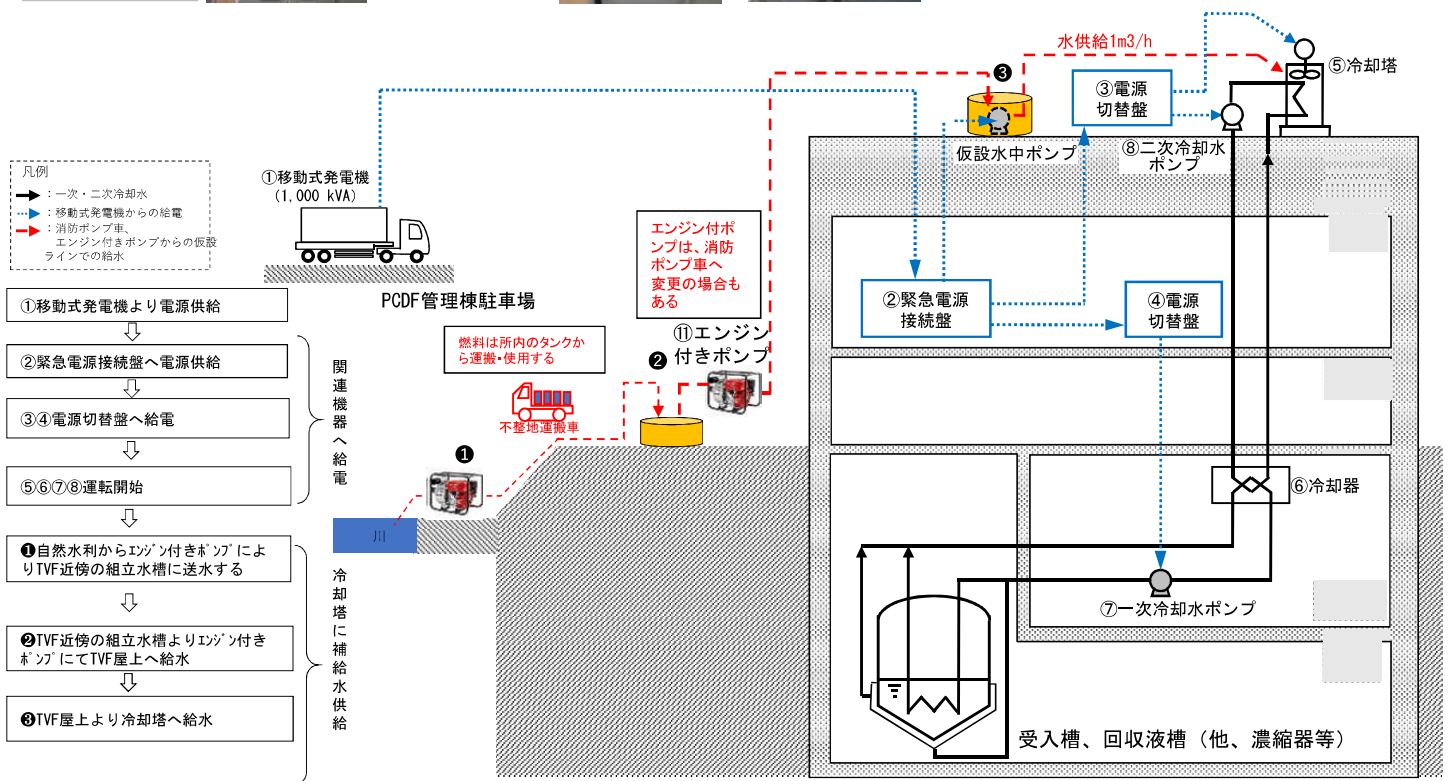 水供給1m3/h
❸
③電源
切替盤
⑤冷却塔
仮設水中ポンプ
⑧二次冷却水
ポンプ
凡例
：一次・二次冷却水
：移動式発電機からの給電
：消防ポンプ車、
エンジン付きポンプからの仮設
ラインでの給水
①移動式発電機
(1,000 kVA)
PCDF管理棟駐車場
エンジン付ポ
ンプは、消防
ポンプ車へ
変更の場合も
ある
②緊急電源
接続盤
④電源
切替盤
①移動式発電機より電源供給
②緊急電源接続盤へ電源供給
③④電源切替盤へ給電
⑤⑥⑦⑧運転開始
関連機器へ給電
燃料は所内のタンクか
ら運搬・使用する
不整地運搬車
❷
⑪エンジン
付きポンプ
❶
川
⑥冷却器
⑦一次冷却水ポンプ
❶自然水利からｴﾝｼﾞﾝ付きﾎﾟﾝﾌﾟによ
りTVF近傍の組立水槽に送水する
❷TVF近傍の組立水槽よりｴﾝｼﾞﾝ付き
ﾎﾟﾝﾌﾟにてTVF屋上へ給水
❸TVF屋上より冷却塔へ給水
冷却塔に補給水供給
受入槽、回収液槽（他、濃縮器等）